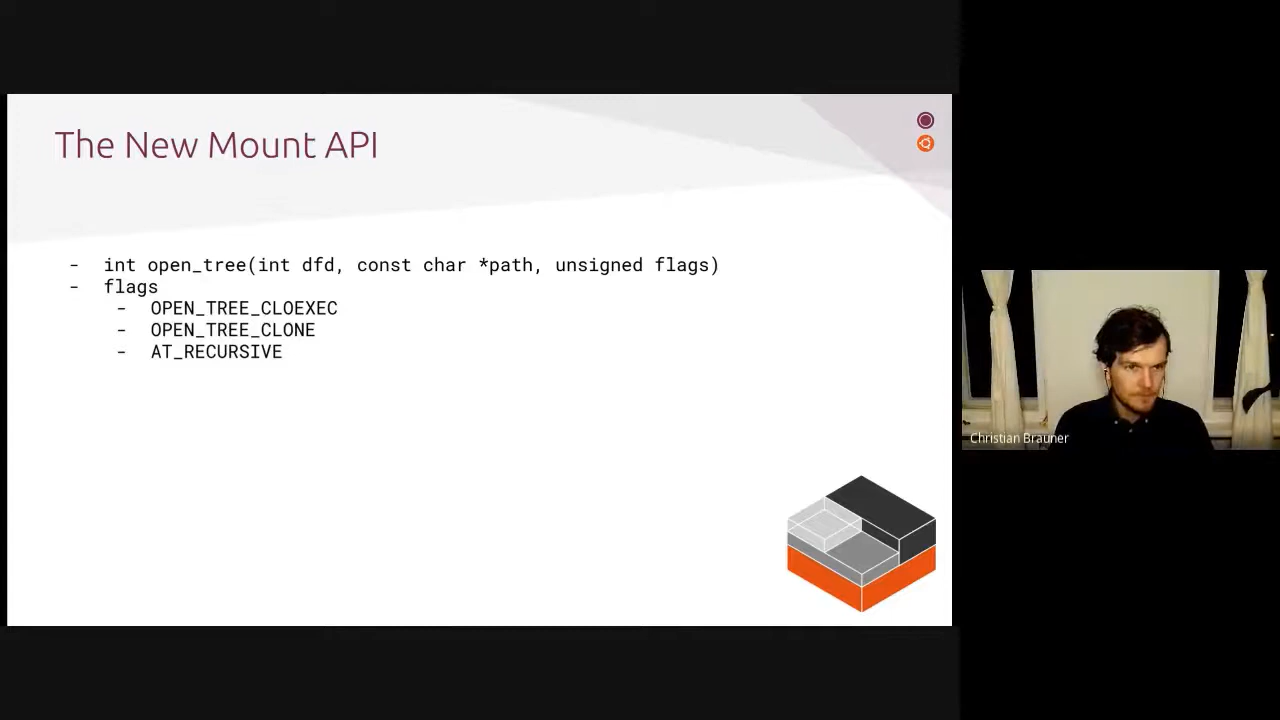 The New Mount API
- int open_tree(int dfd, const char *path, unsigned flags)
- flags
- OPEN_TREE_CLOEXEC
- OPEN_TREE_CLONE
- AT_RECURSIVE
Christian Brauner